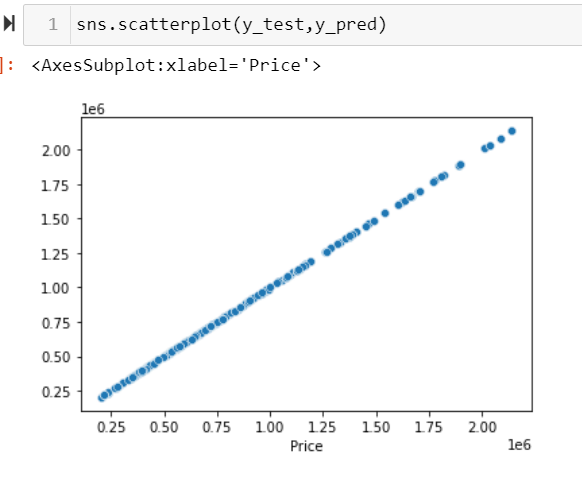 1 sns.scatterplot(y_test,y_pred)
]: <AxesSubplot:xlabel='Price'>
1e6
2.00
1.75
1.50
1.25
1.00
0.75
0.50
0.25
0.25 0.50 0.75 1.00 1.25 1.50 1.75 2.00
Price 1e6